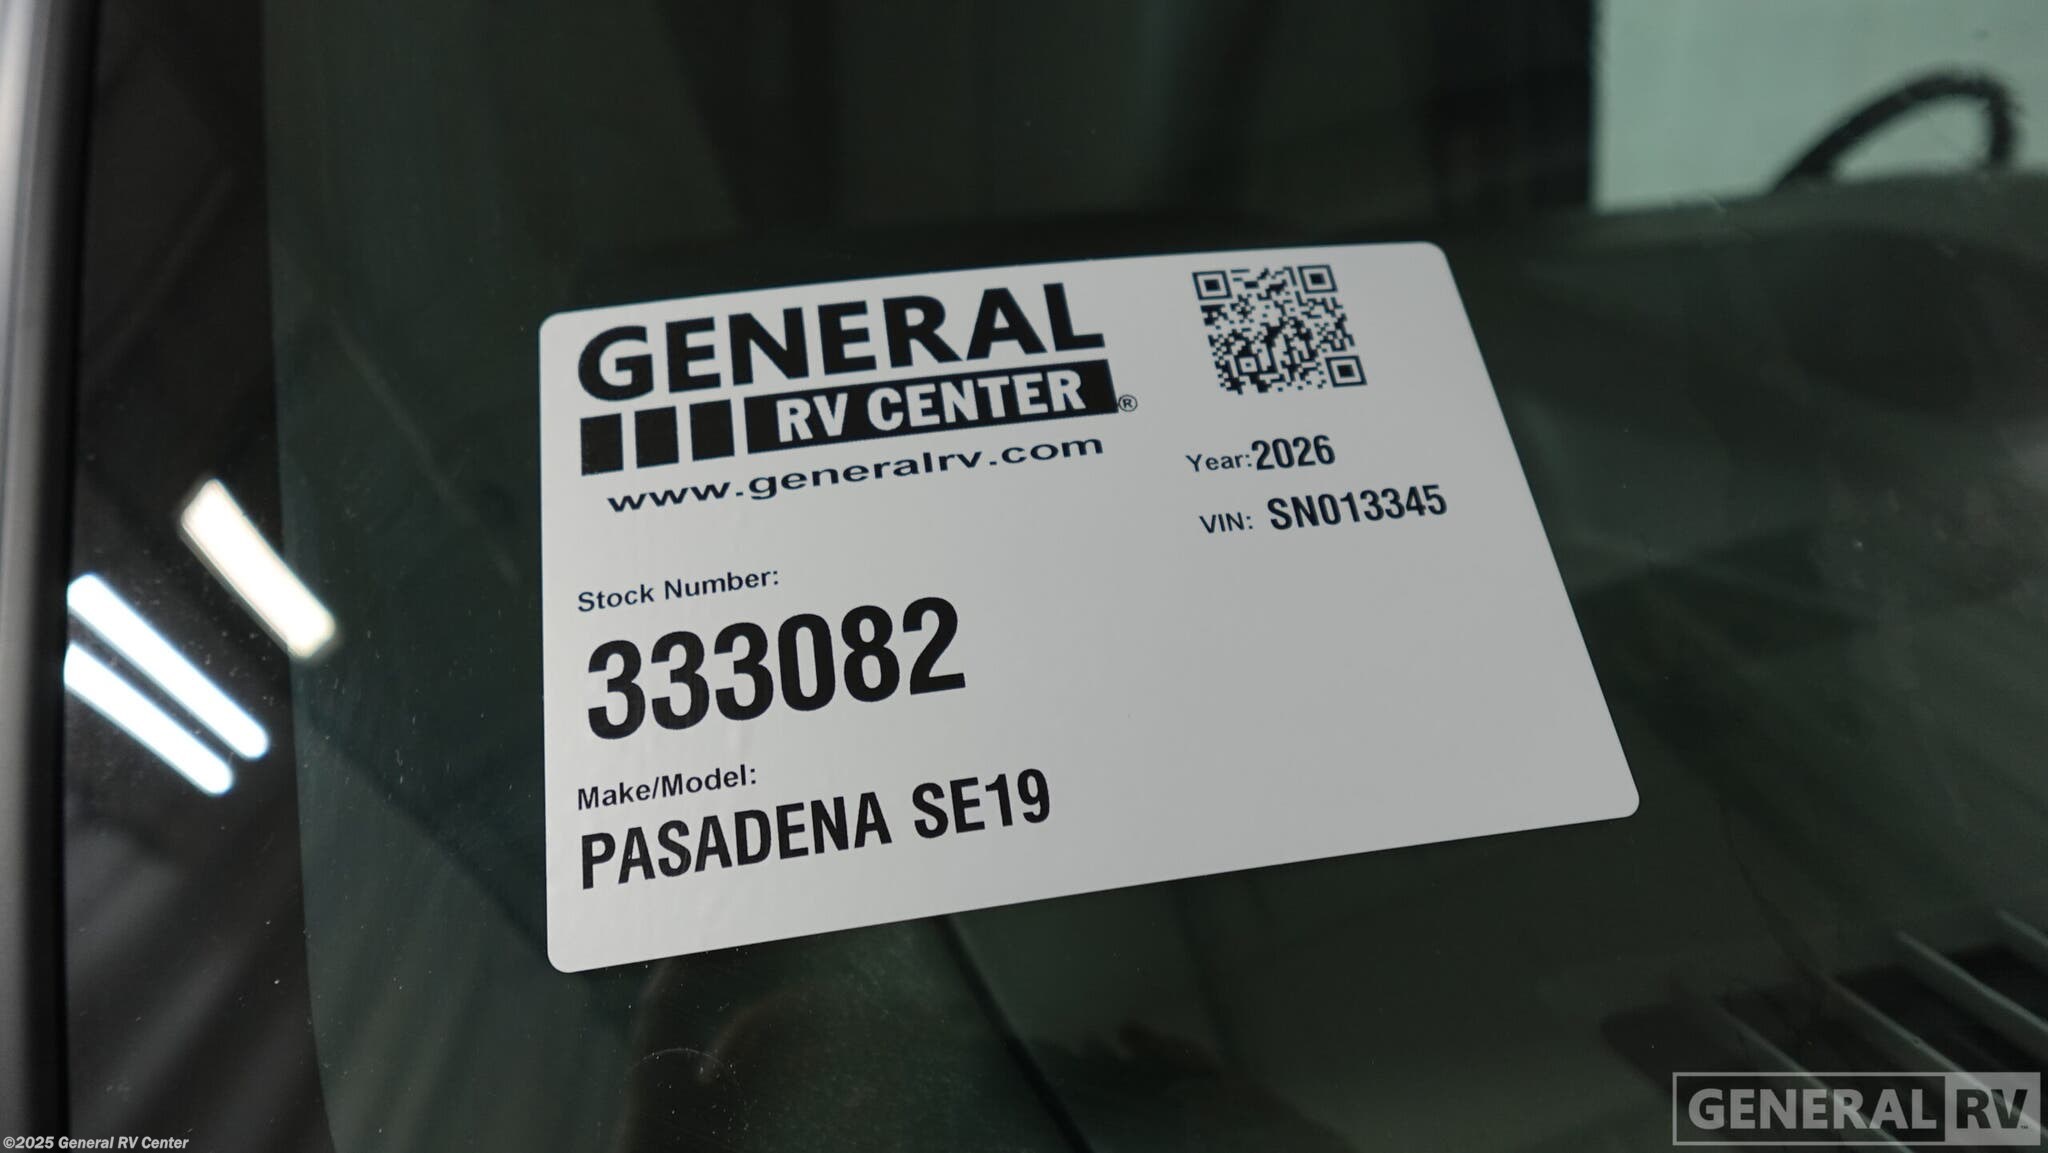 GENERAL
RV CENTER®
www.generalrv.com
Year:2026
VIN: SN013345
Stock Number:
333082
Make/Model:
PASADENA SE19
©2025 General RV Center
GENERAL RV™